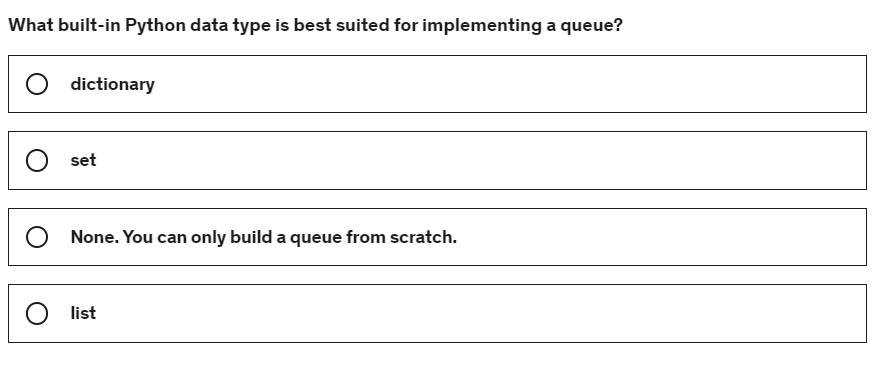 What built-in Python data type is best suited for implementing a queue?
dictionary
set
None. You can only build a queue from scratch.
list